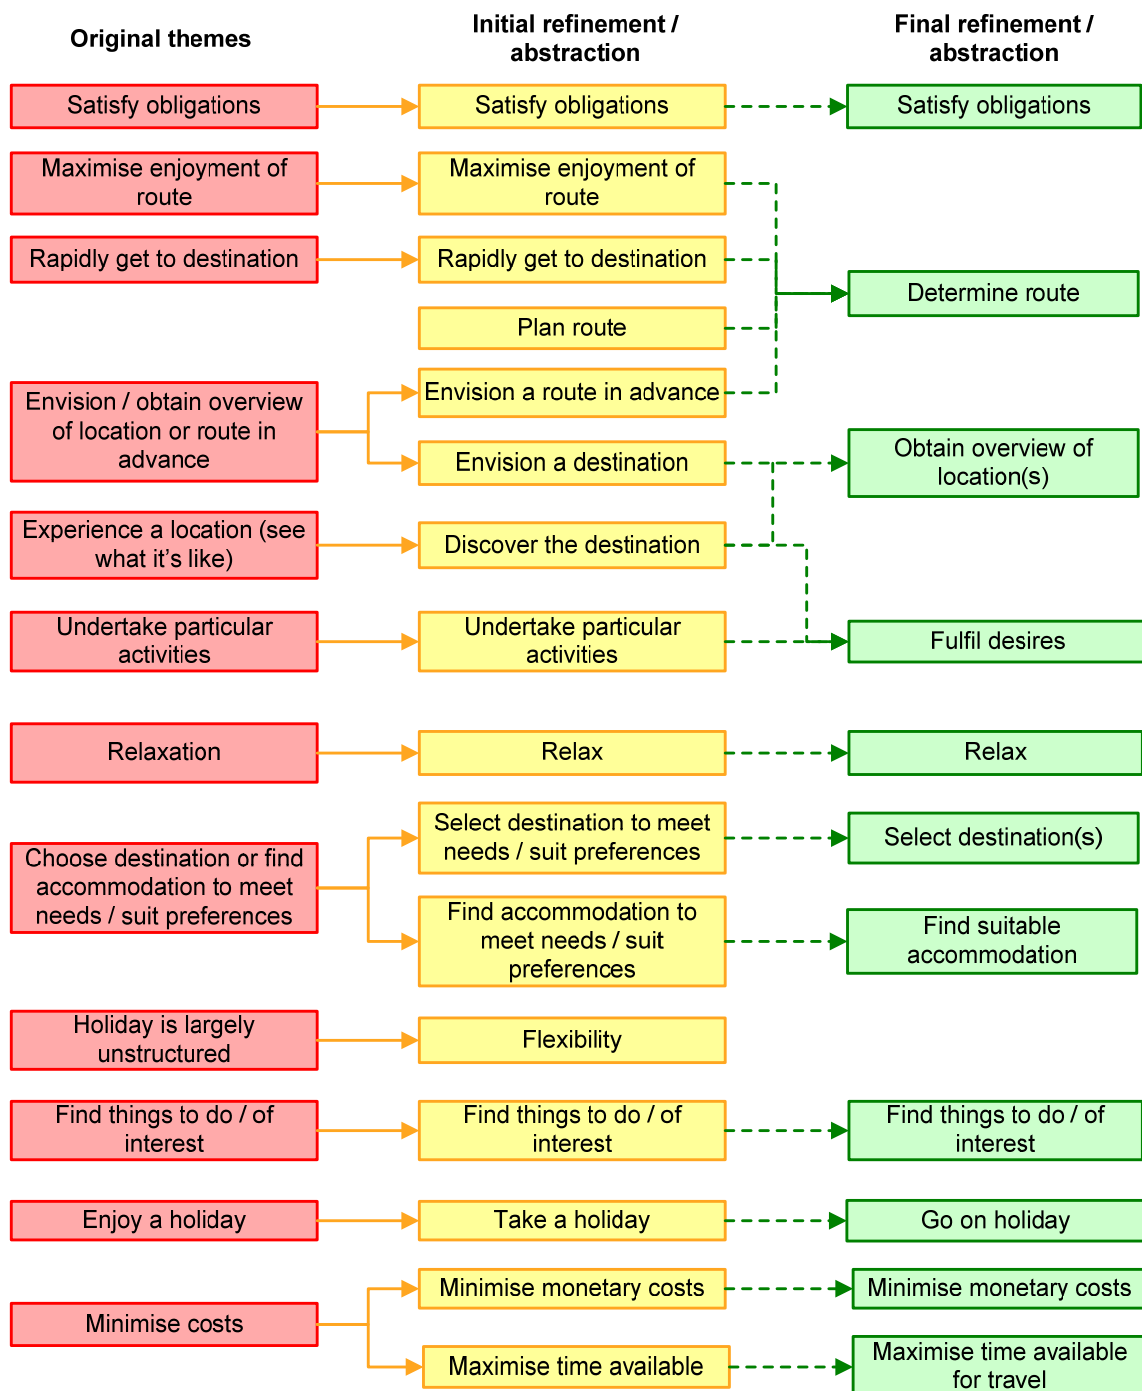 Original themes
Initial refinement /
abstraction
Final refinement /
abstraction
Satisfy obligations
Satisfy obligations
Satisfy obligations
Maximise enjoyment of
route
Maximise enjoyment of
route
Rapidly get to destination
Rapidly get to destination
Determine route
Plan route
Envision / obtain overview
of location or route in
advance
Envision a route in advance
Envision a destination
Obtain overview of
location(s)
Experience a location (see
what it's like)
Discover the destination
Undertake particular
activities
Undertake particular
activities
Fulfil desires
Relaxation
Relax
Relax
Choose destination or find
accommodation to meet
needs / suit preferences
Select destination to meet
needs / suit preferences
Select destination(s)
Find accommodation to
meet needs / suit
preferences
Find suitable
accommodation
Holiday is largely
unstructured
Flexibility
Find things to do / of
interest
Find things to do / of
interest
Find things to do / of
interest
Enjoy a holiday
Take a holiday
Go on holiday
Minimise costs
Minimise monetary costs
Minimise monetary costs
Maximise time available
Maximise time available
for travel